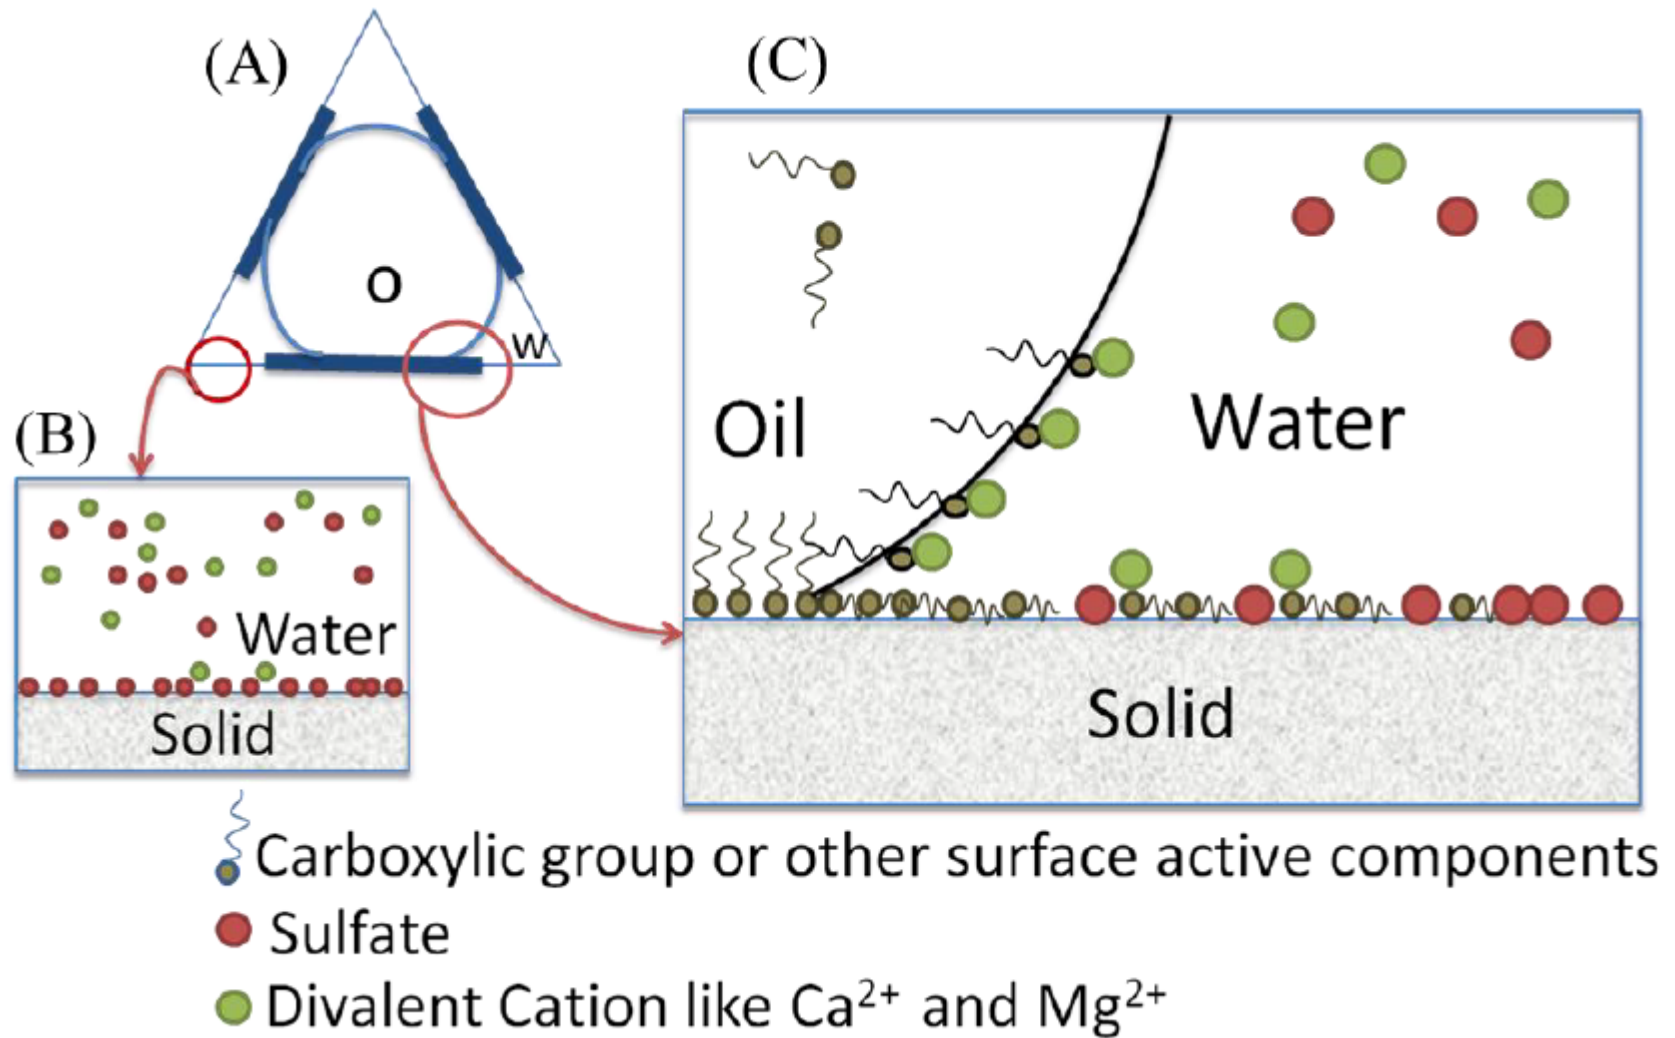 (A)
(C)
O
W
(B)
Oil
Water
Water
Solid
Solid
Carboxylic group or other surface active components
Sulfate
Divalent Cation like Ca²⁺ and Mg²⁺